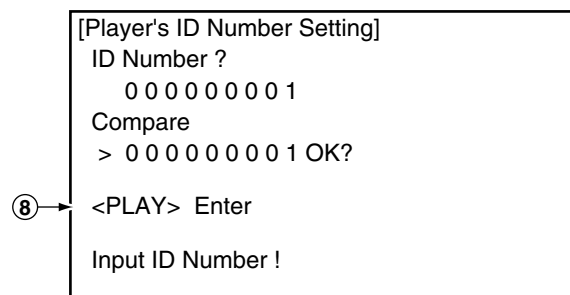 [Player's ID Number Setting]
ID Number ?
0 0 0 0 0 0 0 0 1
Compare
> 0 0 0 0 0 0 0 0 1 OK?
8 <PLAY> Enter
Input ID Number !